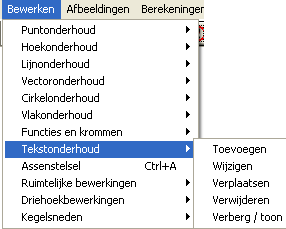 Bewerken Afbeeldingen Berekeningen
Puntonderhoud
Hoekonderhoud
Lijnonderhoud
Vectoronderhoud
Cirkelonderhoud
Vlakonderhoud
Functies en krommen
Tekstonderhoud
Toevoegen
Assenstelsel Ctrl+A
Wijzigen
Ruimtelijke bewerkingen
Verplaatsen
Driehoekbewerkingen
Verwijderen
Kegelsneden
Verberg / toon